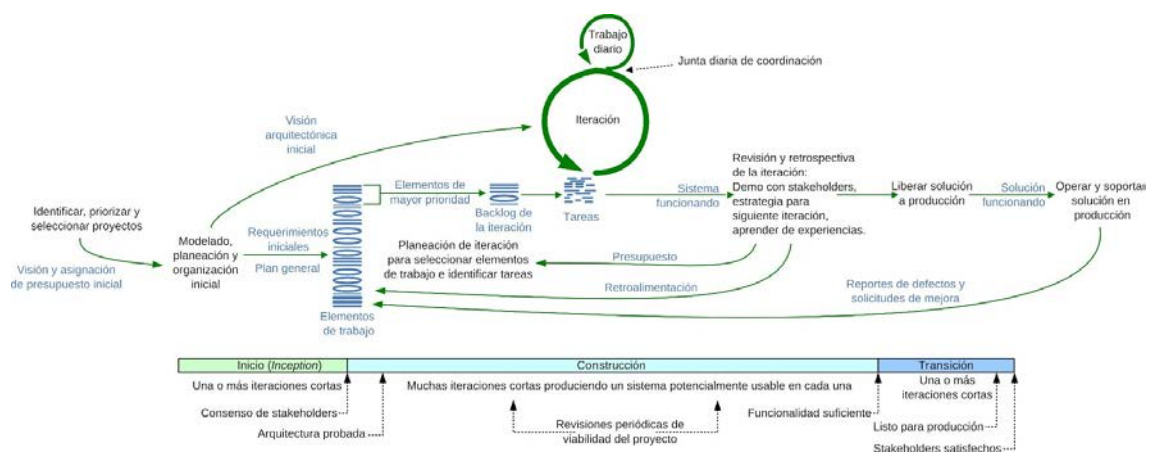 Trabajo
diario
Junta diaria de coordinación
Iteración
Visión
arquitectónica
inicial
Identificar, priorizar y
seleccionar proyectos
Visión y asignación
de presupuesto inicial
Modelado,
planeación y
organización
inicial
Requerimientos
iniciales
Plan general
Elementos
de trabajo
Elementos de
mayor prioridad
Backlog de
la iteración
Tareas
Planeación de iteración
para seleccionar elementos
de trabajo e identificar tareas
Sistema
funcionando
Revisión y retrospectiva
de la iteración:
Demo con stakeholders,
estrategia para
siguiente iteración,
aprender de experiencias.
Presupuesto
Retroalimentación
Liberar solución
a producción
Solución
funcionando
Operar y soportar
solución en
producción
Reportes de defectos y
solicitudes de mejora
Inicio (Inception)
Construcción
Transición
Una o más iteraciones cortas
Muchas iteraciones cortas produciendo un sistema potencialmente usable en cada una
Una o más
iteraciones cortas
Consenso de stakeholders
Arquitectura probada
Revisiones periódicas de
viabilidad del proyecto
Funcionalidad suficiente
Listo para producción
Stakeholders satisfechos